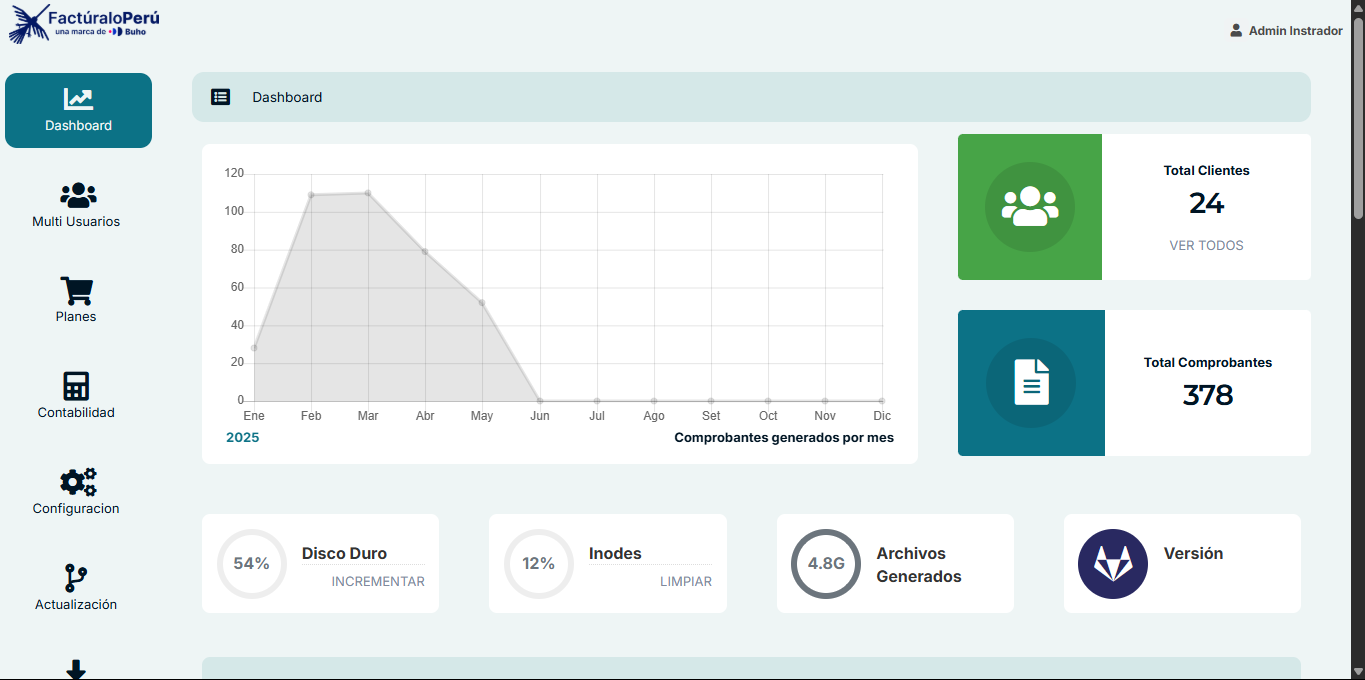 FactúraloPerú
una marca de Buho
Admin Instrador
Dashboard
Multi Usuarios
Planes
Contabilidad
Configuracion
Actualización
Dashboard
120
100
80
60
40
20
0
Ene Feb Mar Abr May Jun Jul Ago Set Oct Nov Dic
2025
Comprobantes generados por mes
Total Clientes
24
VER TODOS
Total Comprobantes
378
54%
Disco Duro
INCREMENTAR
12%
Inodes
LIMPIAR
4.8G
Archivos
Generados
Versión